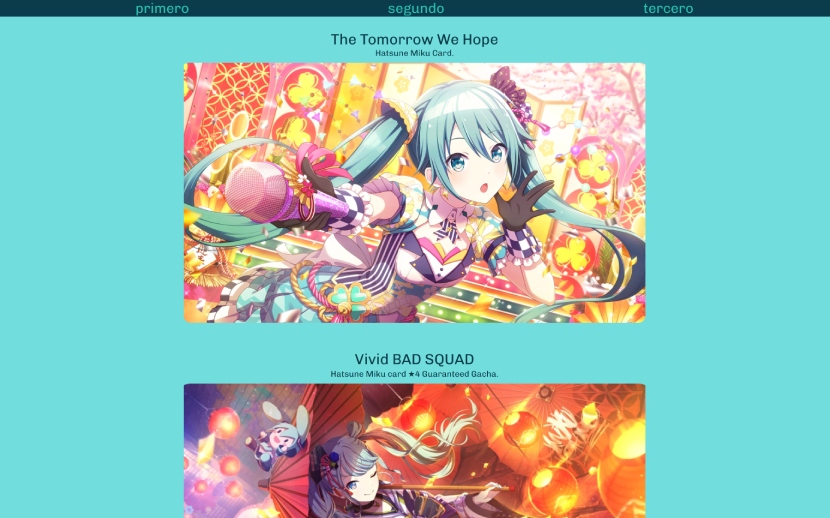 primero segundo tercero
The Tomorrow We Hope
Hatsune Miku Card.
Vivid BAD SQUAD
Hatsune Miku card ★4 Guaranteed Gacha.